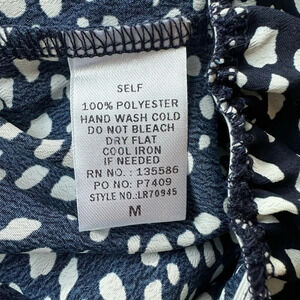 SELF
100% POLYESTER
HAND WASH COLD
DO NOT BLEACH
DRY FLAT
COOL IRON
IF NEEDED
RN NO.: 135586
PO NO: P7409
STYLE NO.:LR70945
M